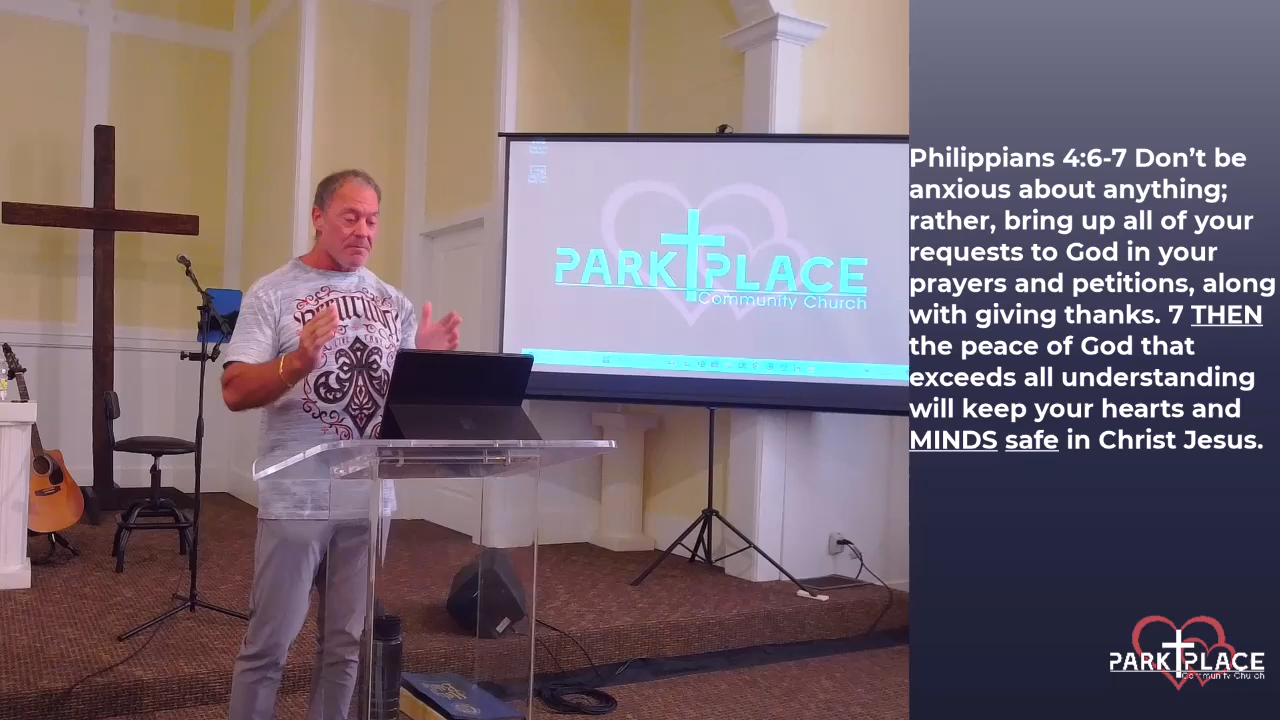 PARK PLACE
Community Church
Philippians 4:6-7 Don’t be
anxious about anything;
rather, bring up all of your
requests to God in your
prayers and petitions, along
with giving thanks. 7 THEN
the peace of God that
exceeds all understanding
will keep your hearts and
MINDS safe in Christ Jesus.
PARK PLACE
Community Church